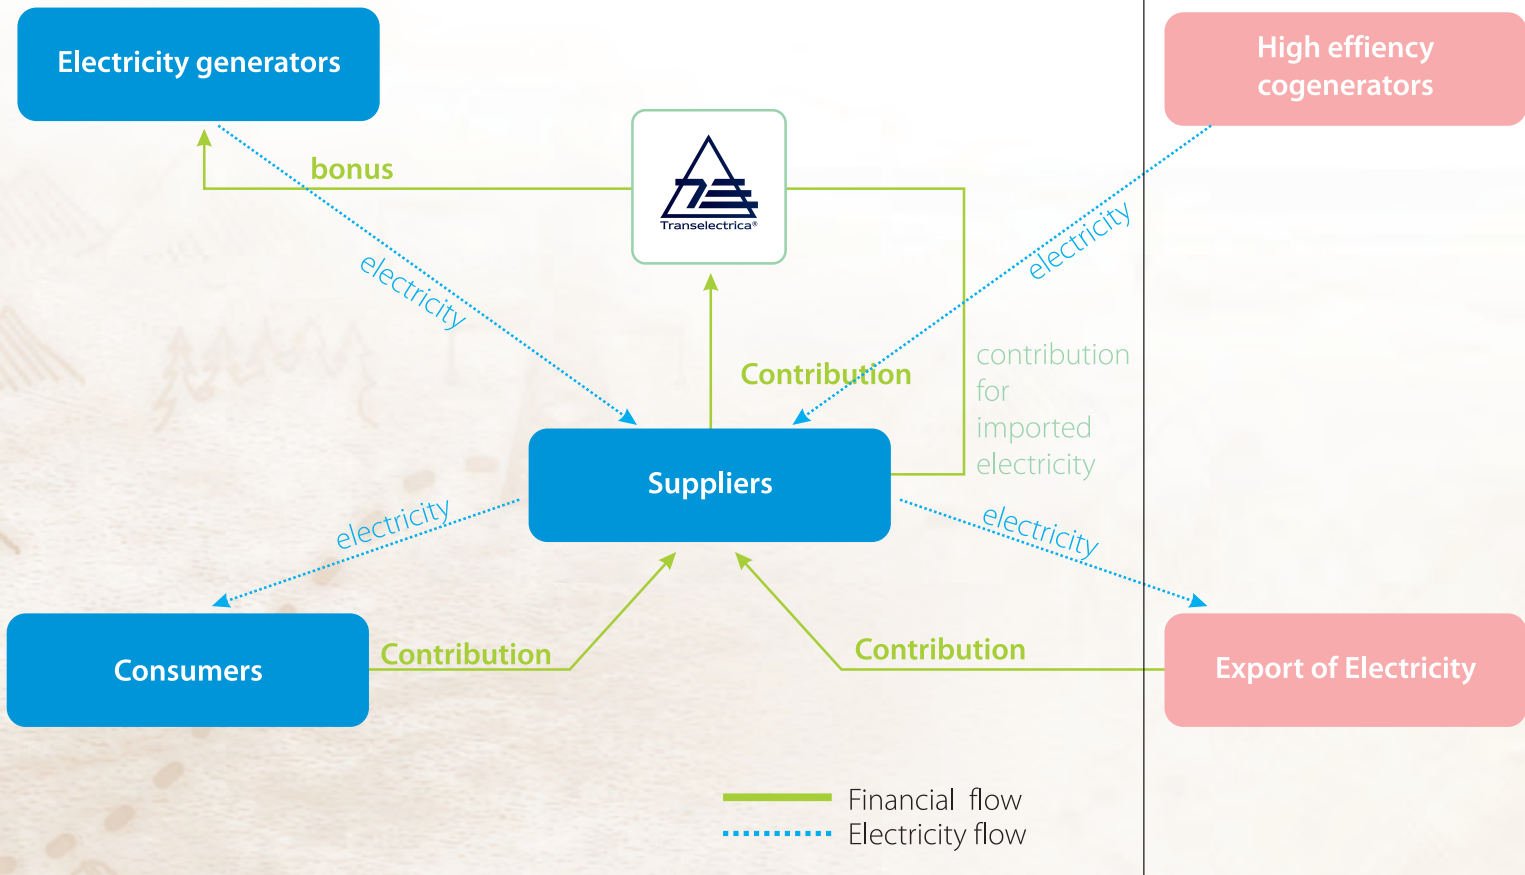 Electricity generators
High effiency
cogenerators
bonus
Transelectrica®
electricity
electricity
Contribution
contribution
for
imported
electricity
Suppliers
electricity
electricity
Consumers
Contribution
Contribution
Export of Electricity
Financial flow
Electricity flow